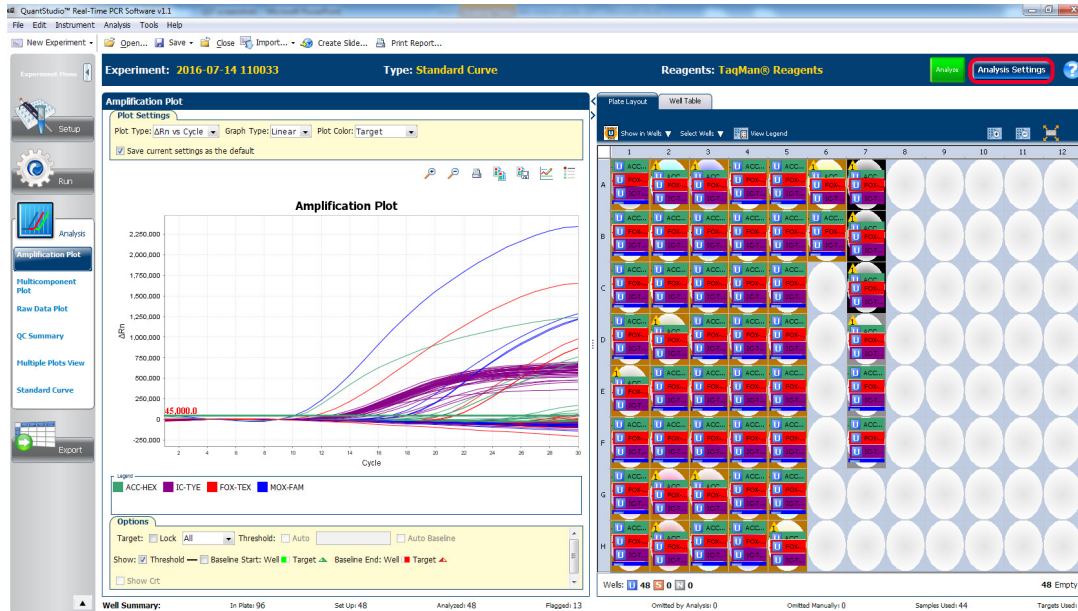 QuantStudio™ Real-Time PCR Software v1.1
File Edit Instrument Analysis Tools Help
New Experiment Open... Save Close Import... Create Slide... Print Report...
Experiment Menu
Experiment: 2016-07-14 110033 Type: Standard Curve Reagents: TaqMan® Reagents Analyze Analysis Settings ?
Setup
Run
Analysis
Amplification Plot
Multicomponent
Plot
Raw Data Plot
QC Summary
Multiple Plots View
Standard Curve
Export
Amplification Plot
Plot Settings
Plot Type: ΔRn vs Cycle Graph Type: Linear Plot Color: Target
Save current settings as the default
Amplification Plot
2,250,000
2,000,000
1,750,000
1,500,000
1,250,000
1,000,000
750,000
500,000
250,000
0
-250,000
ΔRn
45,000.0
2 4 6 8 10 12 14 16 18 20 22 24 26 28 30
Cycle
Legend
ACC-HEX IC-TYE FOX-TEX MOX-FAM
Options
Target: Lock All Threshold: Auto Auto Baseline
Show: Threshold Baseline Start: Well Target Baseline End: Well Target
Show Crt
Plate Layout Well Table
Show in Wells Select Wells View Legend
1 2 3 4 5 6 7 8 9 10 11 12
A
B
C
D
E
F
G
H
Wells: U 48 S 0 N 0 48 Empty
Well Summary: In Plate: 96 Set Up: 48 Analyzed: 48 Flagged: 13 Omitted by Analysis: 0 Omitted Manually: 0 Samples Used: 44 Targets Used: